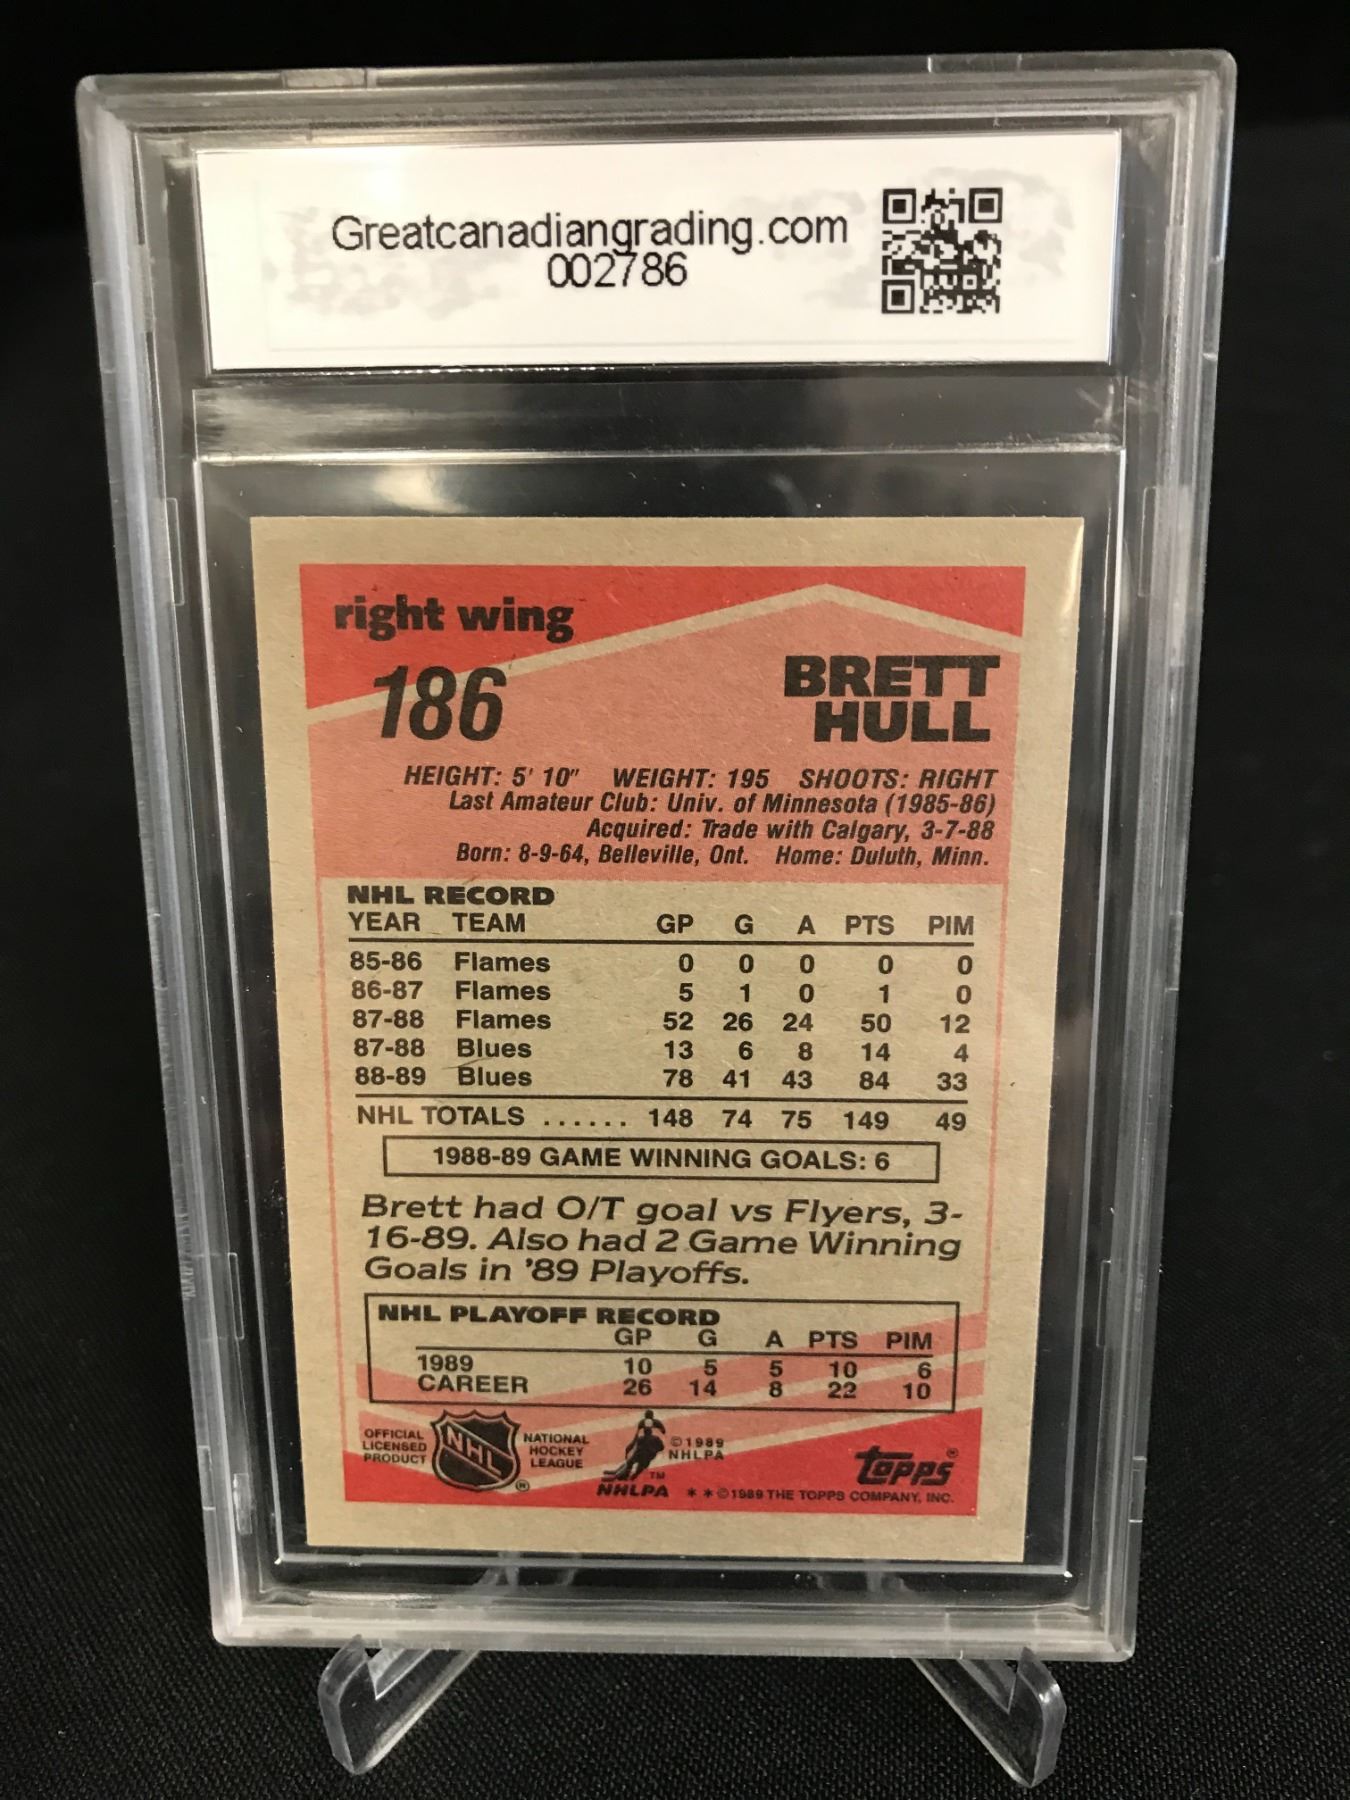 Greatcanadiangrading.com
002786
right wing
186
BRETT
HULL
HEIGHT: 5' 10" WEIGHT: 195 SHOOTS: RIGHT
Last Amateur Club: Univ. of Minnesota (1985-86)
Acquired: Trade with Calgary, 3-7-88
Born: 8-9-64, Belleville, Ont. Home: Duluth, Minn.
NHL RECORD
YEAR TEAM GP G A PTS PIM
85-86 Flames 0 0 0 0 0
86-87 Flames 5 1 0 1 0
87-88 Flames 52 26 24 50 12
87-88 Blues 13 6 8 14 4
88-89 Blues 78 41 43 84 33
NHL TOTALS ...... 148 74 75 149 49
1988-89 GAME WINNING GOALS: 6
Brett had O/T goal vs Flyers, 3-
16-89. Also had 2 Game Winning
Goals in '89 Playoffs.
NHL PLAYOFF RECORD
GP G A PTS PIM
1989 10 5 5 10 6
CAREER 26 14 8 22 10
OFFICIAL
LICENSED
PRODUCT
NHL
®
NATIONAL
HOCKEY
LEAGUE
TM
NHLPA
©1989
NHLPA
topps®
* * ©1989 THE TOPPS COMPANY, INC.